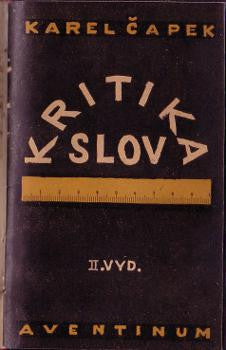 KAREL ČAPEK
KRITIKA
SLOV
II.VYD.
AVENTINUM